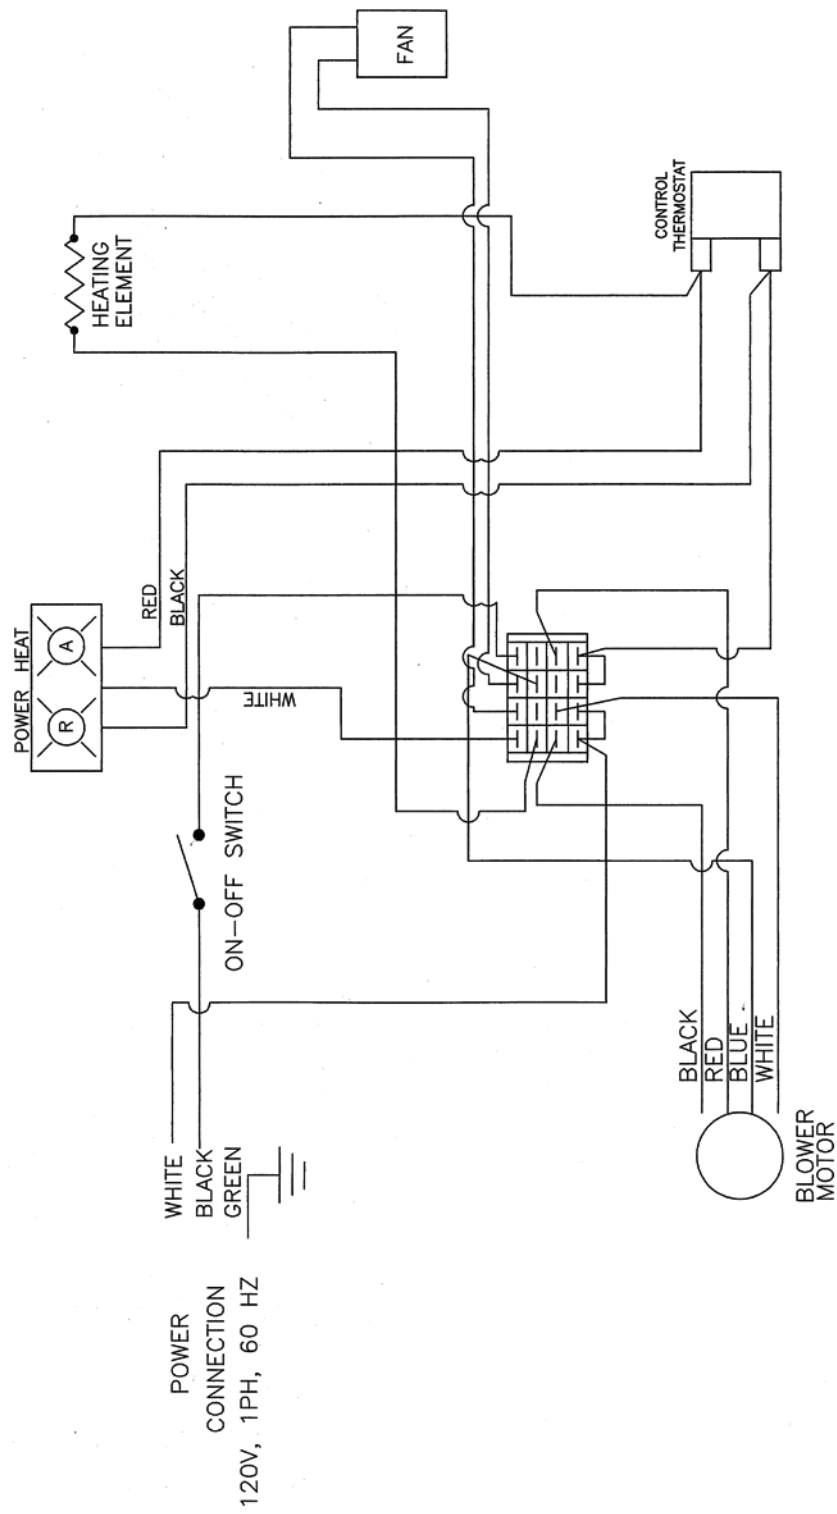 POWER HEAT
R
A
RED
BLACK
WHITE
HEATING
ELEMENT
FAN
CONTROL
THERMOSTAT
ON-OFF SWITCH
WHITE
BLACK
GREEN
POWER
CONNECTION
120V, 1PH, 60 HZ
BLACK
RED
BLUE
WHITE
BLOWER
MOTOR